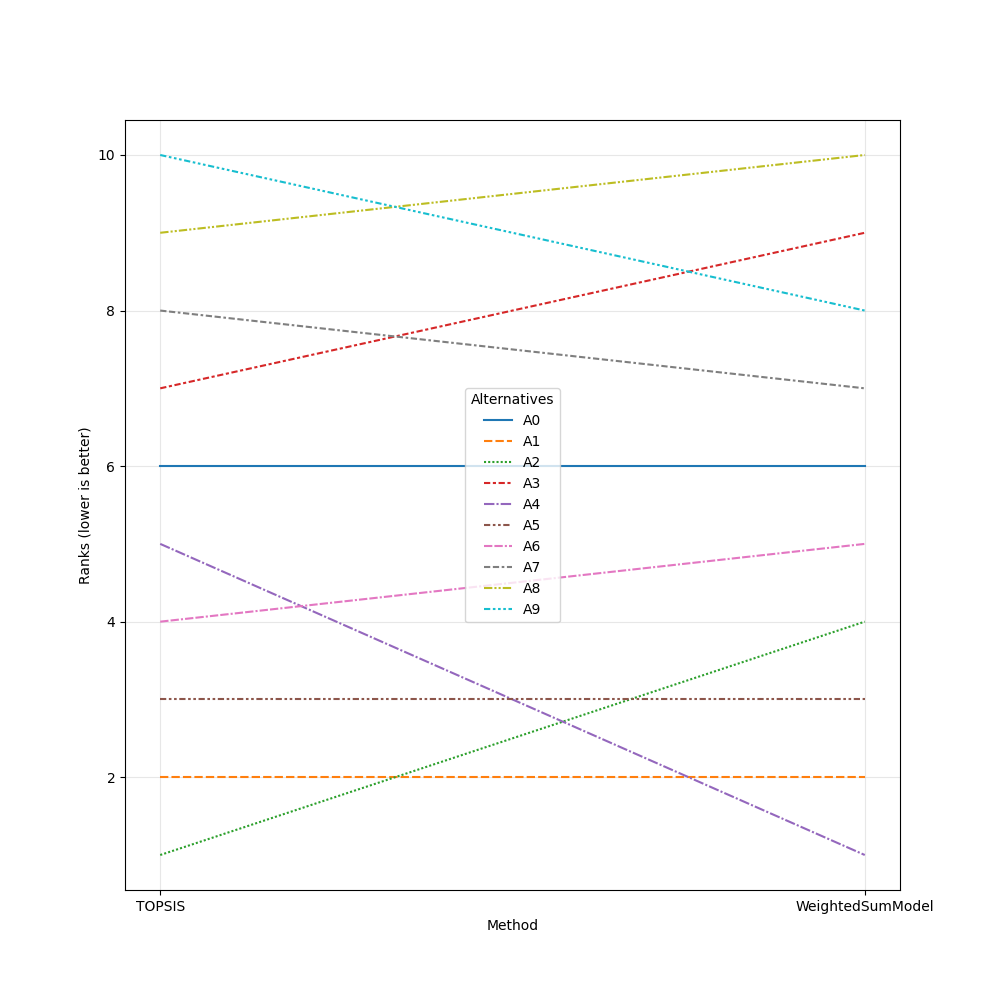 10
8
6
4
2
Ranks (lower is better)
Alternatives
A0
A1
A2
A3
A4
A5
A6
A7
A8
A9
TOPSIS
WeightedSumModel
Method